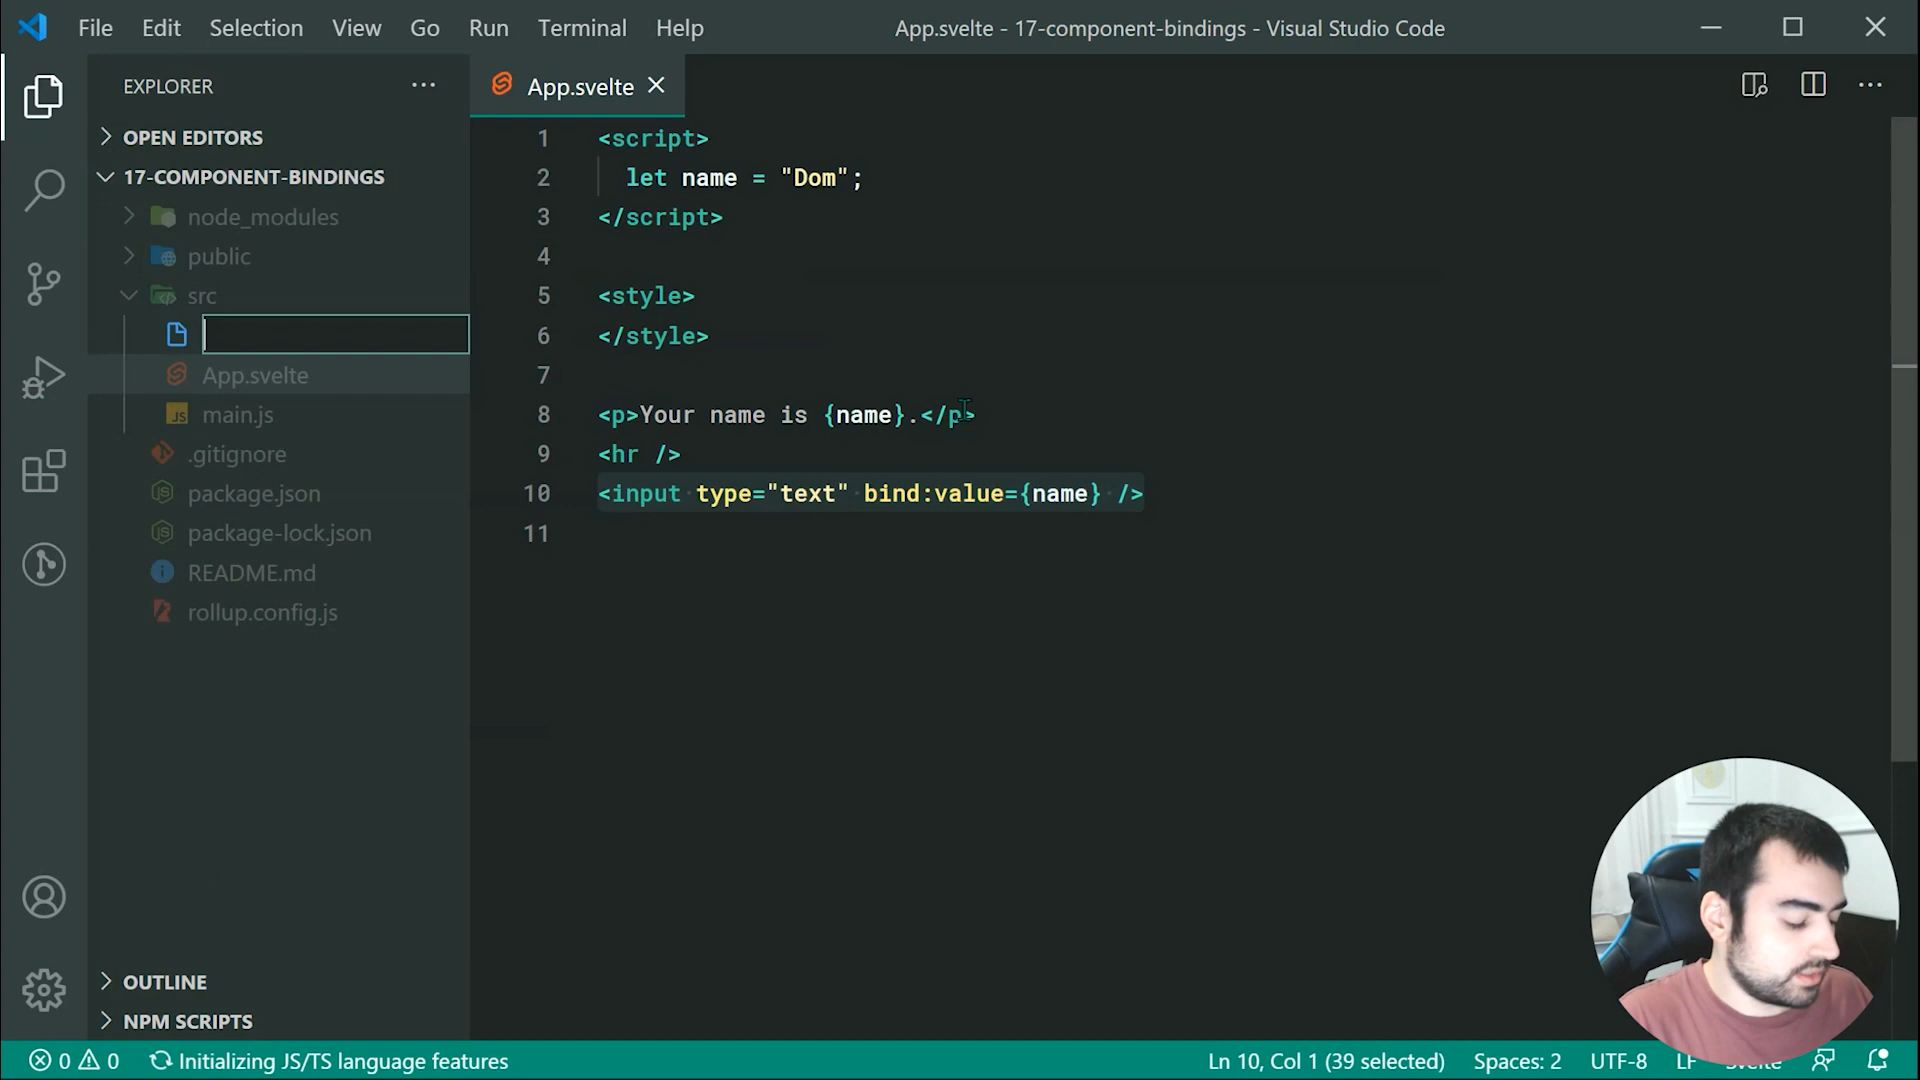 File Edit Selection View Go Run Terminal Help App.svelte - 17-component-bindings - Visual Studio Code
EXPLORER
App.svelte
OPEN EDITORS
17-COMPONENT-BINDINGS
node_modules
public
src
App.svelte
JS main.js
.gitignore
package.json
package-lock.json
README.md
rollup.config.js
OUTLINE
NPM SCRIPTS
1 <script>
2 let name = "Dom";
3 </script>
4
5 <style>
6 </style>
7
8 <p>Your name is {name}.</p>
9 <hr />
10 <input type="text" bind:value={name} />
11
0 0 Initializing JS/TS language features Ln 10, Col 1 (39 selected) Spaces: 2 UTF-8 LF Svelte